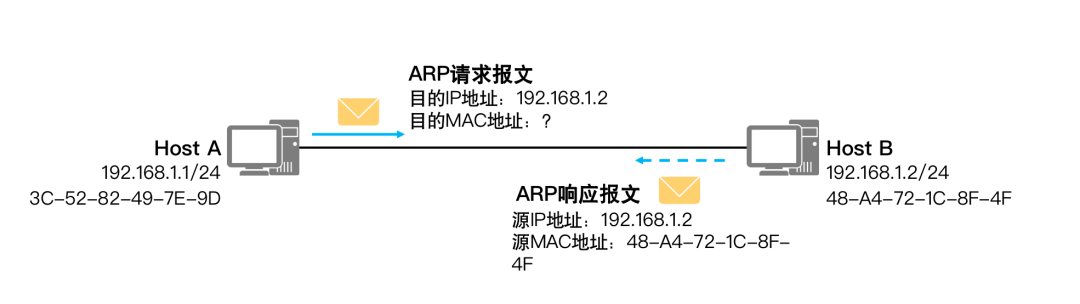 ARP请求报文
目的IP地址：192.168.1.2
目的MAC地址：?
Host A
192.168.1.1/24
3C-52-82-49-7E-9D
Host B
192.168.1.2/24
48-A4-72-1C-8F-4F
ARP响应报文
源IP地址：192.168.1.2
源MAC地址：48-A4-72-1C-8F-
4F